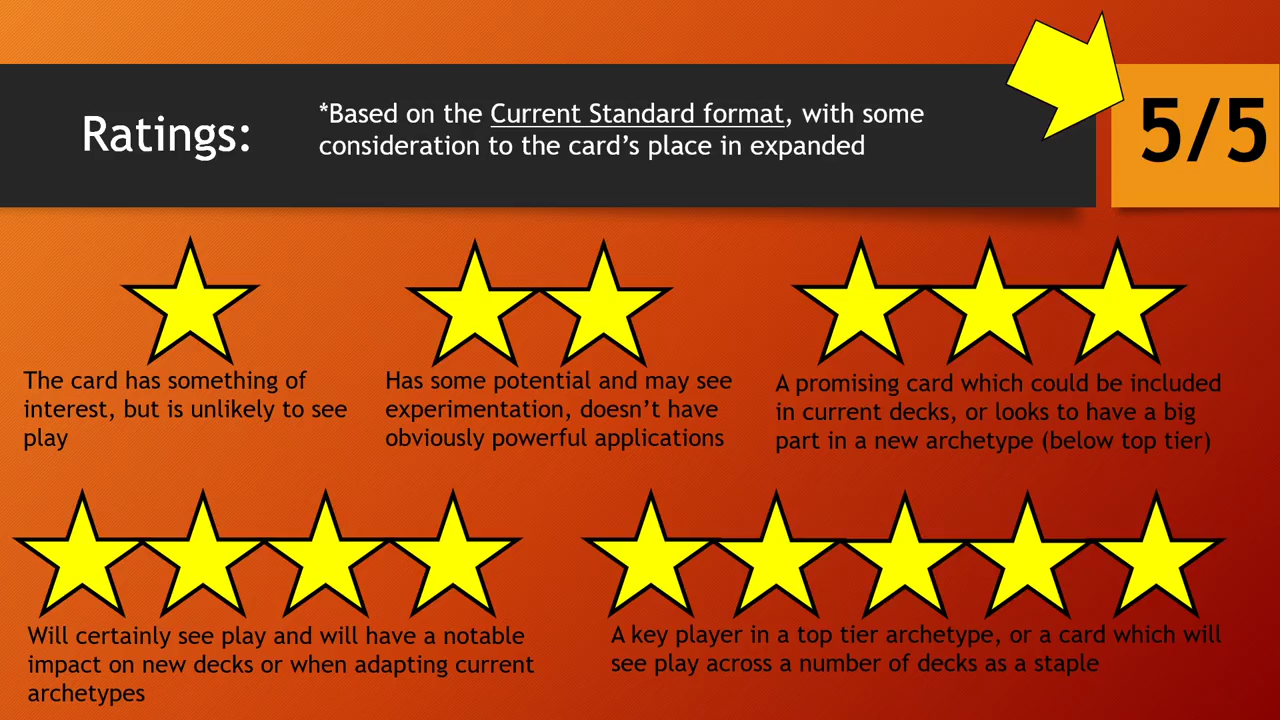 Ratings:
*Based on the Current Standard format, with some
consideration to the card's place in expanded
5/5
The card has something of
interest, but is unlikely to see
play
Has some potential and may see
experimentation, doesn't have
obviously powerful applications
A promising card which could be included
in current decks, or looks to have a big
part in a new archetype (below top tier)
Will certainly see play and will have a notable
impact on new decks or when adapting current
archetypes
A key player in a top tier archetype, or a card which will
see play across a number of decks as a staple